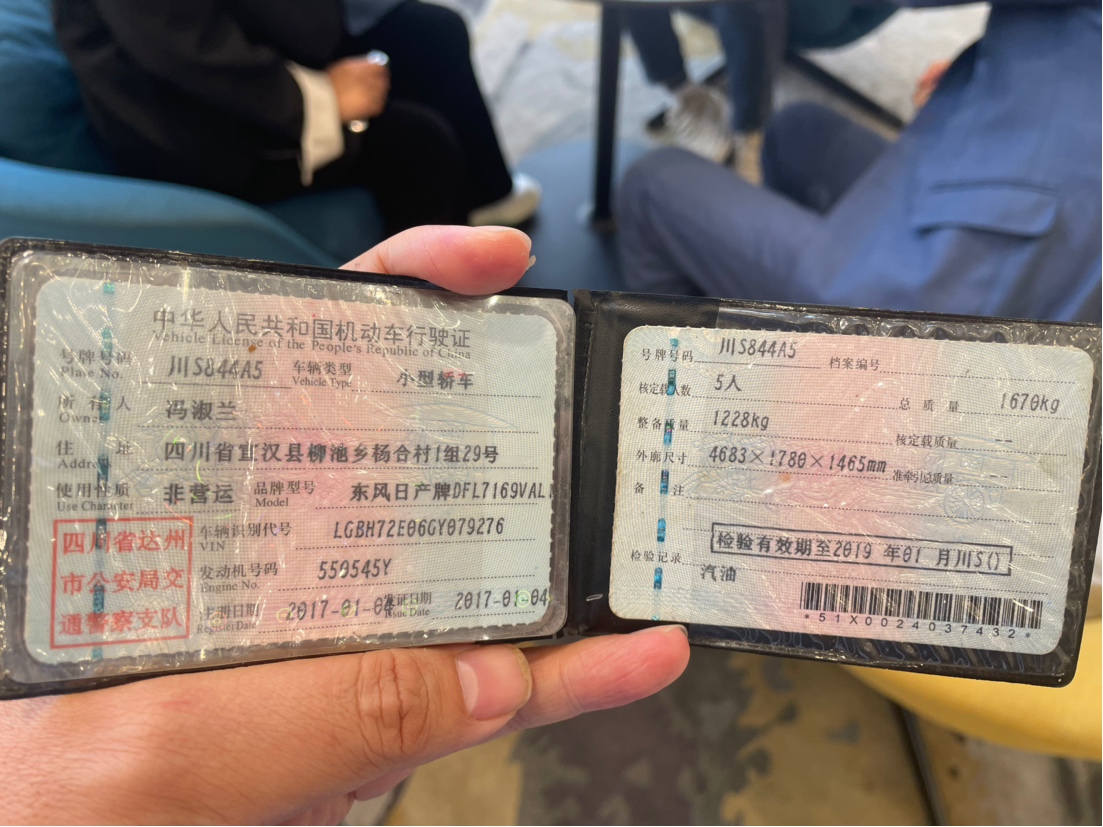 中华人民共和国机动车行驶证
Vehicle License of the People's Republic of China
号牌号码 川S844A5 车辆类型 小型轿车
Plate No. Vehicle Type
所有人 冯淑兰
Owner
住址 四川省宣汉县柳池乡杨合村1组29号
Address
使用性质 非营运 品牌型号 东风日产牌DFL7169VAL
Use Character Model
四川省达州
市公安局交
通警察支队
车辆识别代号 LGBH72E06GY079276
VIN
发动机号码 550545Y
Engine No.
注册日期 2017-01-04 发证日期 2017-01-04
Register Date Issue Date
号牌号码 川S844A5 档案编号
核定载人数 5人 总质量 1670kg
整备质量 1228kg 核定载质量 --
外廓尺寸 4683×1780×1465mm 准牵引总质量 --
备注
检验有效期至2019 年01 月川S()
检验记录 汽油
*51X0024037432*